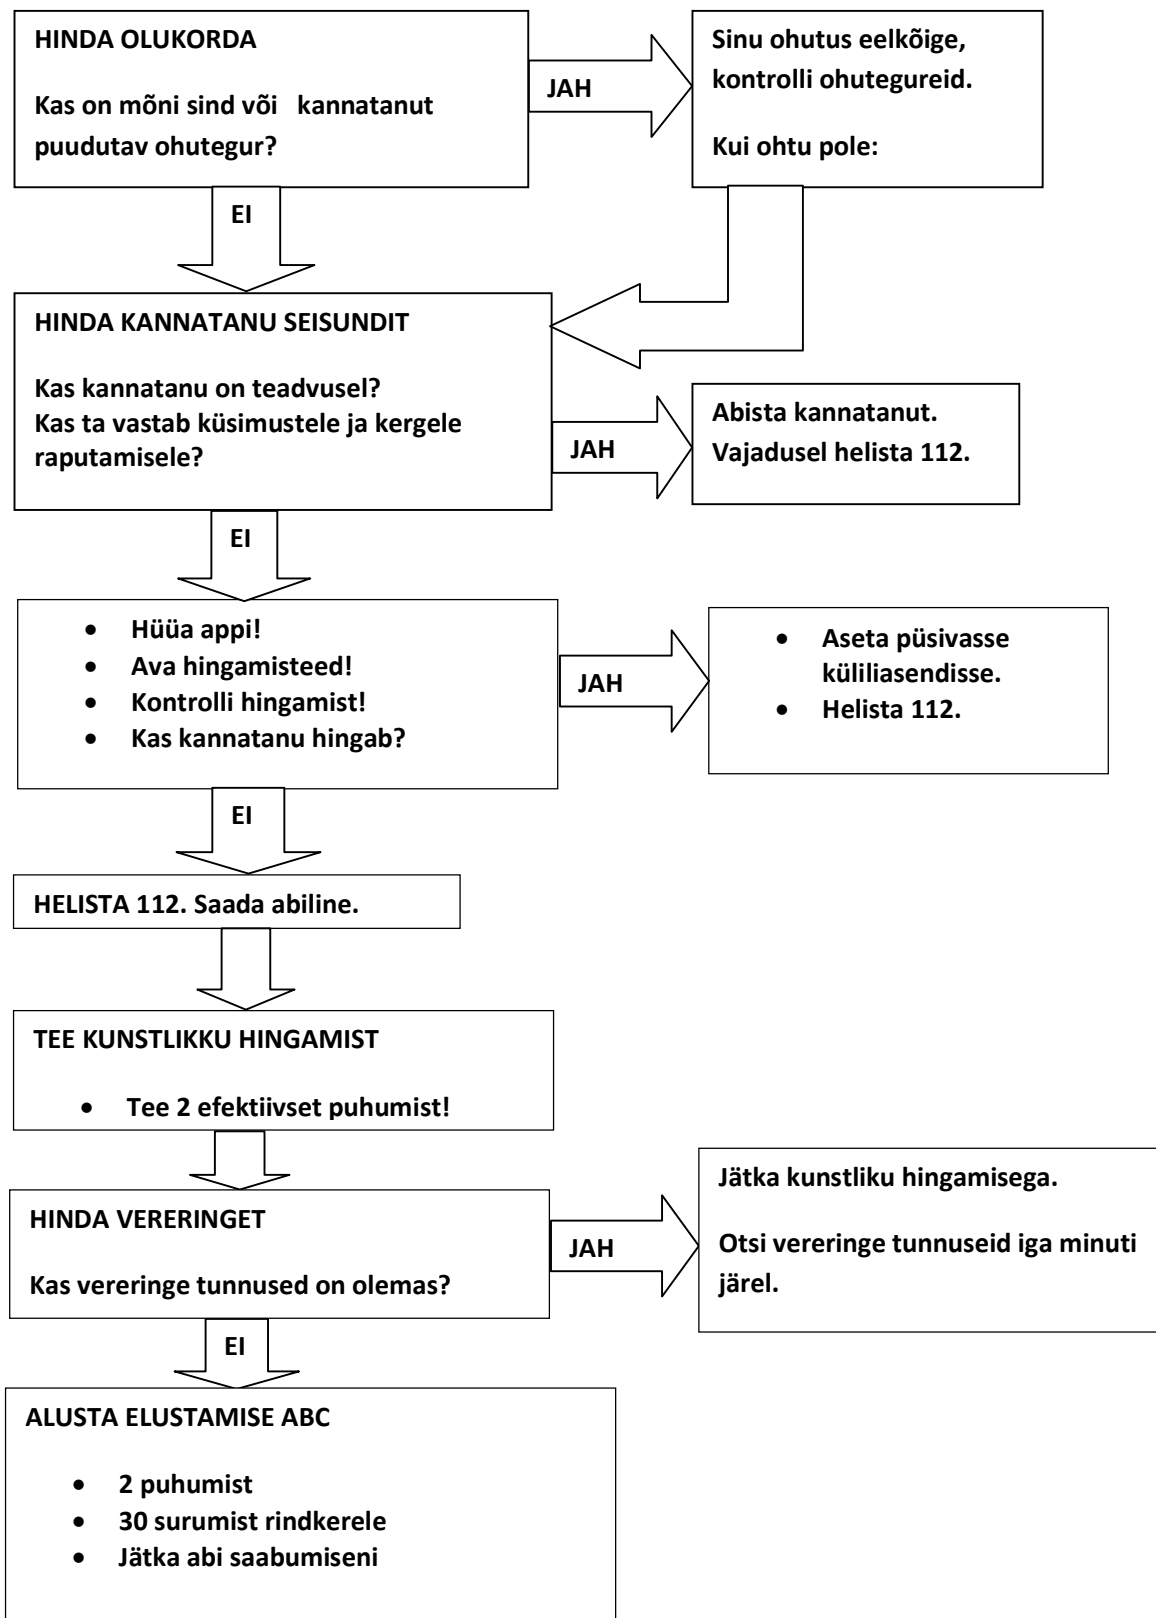 HINDA OLUKORDA
Kas on mõni sind või kannatanut
puudutav ohutegur?
JAH
Sinu ohutus eelkõige,
kontrolli ohutegureid.
Kui ohtu pole:
EI
HINDA KANNATANU SEISUNDIT
Kas kannatanu on teadvusel?
Kas ta vastab küsimustele ja kergele
raputamisele?
JAH
Abista kannatanut.
Vajadusel helista 112.
EI
• Hüüa appi!
• Ava hingamisteed!
• Kontrolli hingamist!
• Kas kannatanu hingab?
JAH
• Aseta püsivasse
küliliasendisse.
• Helista 112.
EI
HELISTA 112. Saada abiline.
TEE KUNSTLIKKU HINGAMIST
• Tee 2 efektiivset puhumist!
HINDA VERERINGET
Kas vereringe tunnused on olemas?
JAH
Jätka kunstliku hingamisega.
Otsi vereringe tunnuseid iga minuti
järel.
EI
ALUSTA ELUSTAMISE ABC
• 2 puhumist
• 30 surumist rindkerele
• Jätka abi saabumiseni